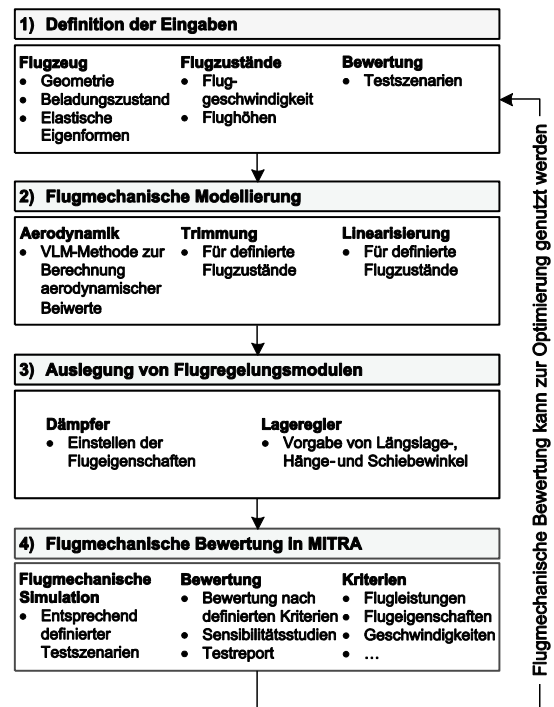 1) Definition der Eingaben
Flugzeug
• Geometrie
• Beladungszustand
• Elastische
Eigenformen
Flugzustände
• Flug-
geschwindigkeit
• Flughöhen
Bewertung
• Testszenarien
2) Flugmechanische Modellierung
Aerodynamik
• VLM-Methode zur
Berechnung
aerodynamischer
Beiwerte
Trimmung
• Für definierte
Flugzustände
Linearisierung
• Für definierte
Flugzustände
3) Auslegung von Flugregelungsmodulen
Dämpfer
• Einstellen der
Flugeigenschaften
Lageregler
• Vorgabe von Längslage-,
Hänge- und Schiebewinkel
4) Flugmechanische Bewertung in MITRA
Flugmechanische
Simulation
• Entsprechend
definierter
Testszenarien
Bewertung
• Bewertung nach
definierten Kriterien
• Sensibilitätsstudien
• Testreport
Kriterien
• Flugleistungen
• Flugeigenschaften
• Geschwindigkeiten
• …
Flugmechanische Bewertung kann zur Optimierung genutzt werden